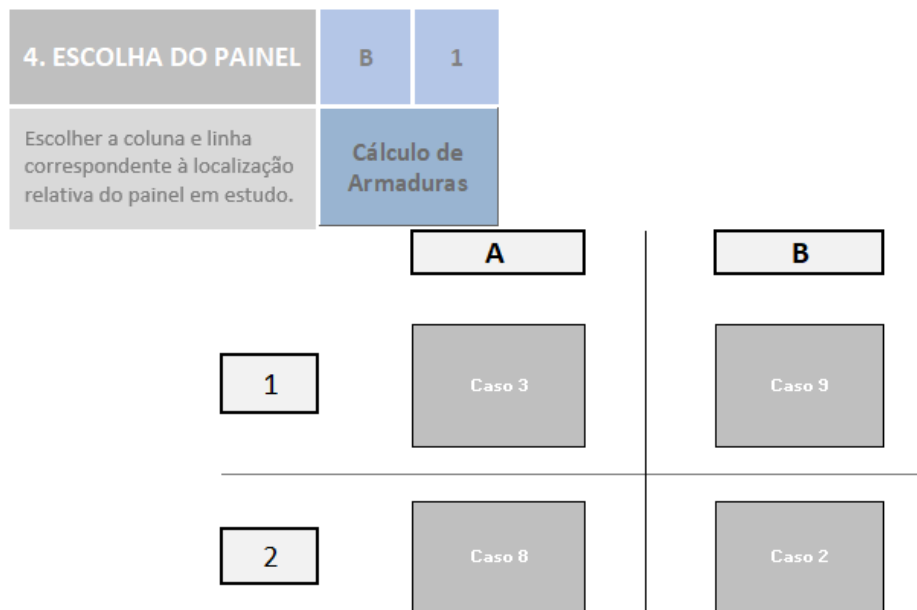 4. ESCOLHA DO PAINEL B 1
Escolher a coluna e linha
correspondente à localização
relativa do painel em estudo.
Cálculo de
Armaduras
A B
1 Caso 3 Caso 9
2 Caso 8 Caso 2